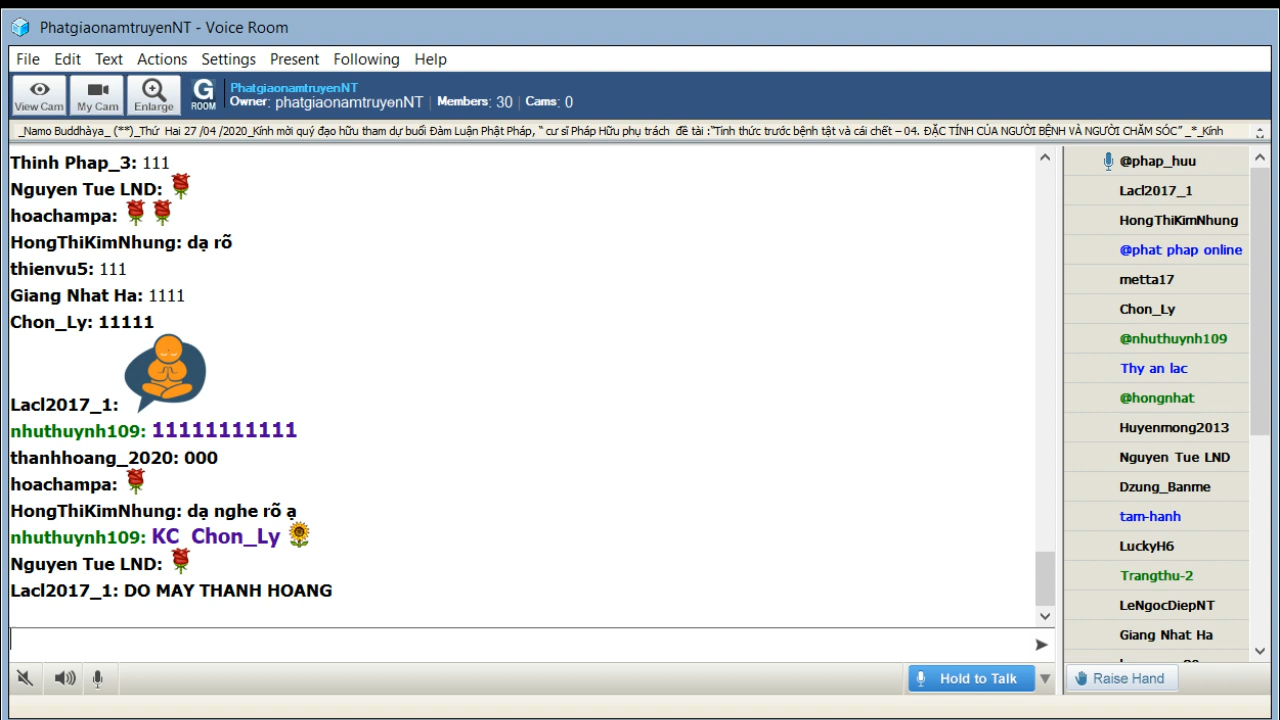 PhatgiaonamtruyenNT - Voice Room
File Edit Text Actions Settings Present Following Help
View Cam
My Cam
Enlarge
G ROOM
PhatgiaonamtruyenNT
Owner: phatgiaonamtruyenNT | Members: 30 | Cams: 0
_Namo Buddhàya_ (**)_Thứ Hai 27 /04 /2020_Kính mời quý đạo hữu tham dự buổi Đàm Luận Phật Pháp, " cư sĩ Pháp Hữu phụ trách đề tài :"Tỉnh thức trước bệnh tật và cái chết – 04. ĐẶC TÍNH CỦA NGƯỜI BỆNH VÀ NGƯỜI CHĂM SÓC" _*_Kính
Thinh Phap_3: 111
Nguyen Tue LND:
hoachampa:
HongThiKimNhung: dạ rõ
thienvu5: 111
Giang Nhat Ha: 1111
Chon_Ly: 11111
Lacl2017_1:
nhuthuynh109: 11111111111
thanhhoang_2020: 000
hoachampa:
HongThiKimNhung: dạ nghe rõ ạ
nhuthuynh109: KC Chon_Ly
Nguyen Tue LND:
Lacl2017_1: DO MAY THANH HOANG
@phap_huu
Lacl2017_1
HongThiKimNhung
@phat phap online
metta17
Chon_Ly
@nhuthuynh109
Thy an lac
@hongnhat
Huyenmong2013
Nguyen Tue LND
Dzung_Banme
tam-hanh
LuckyH6
Trangthu-2
LeNgocDiepNT
Giang Nhat Ha
Hold to Talk
Raise Hand